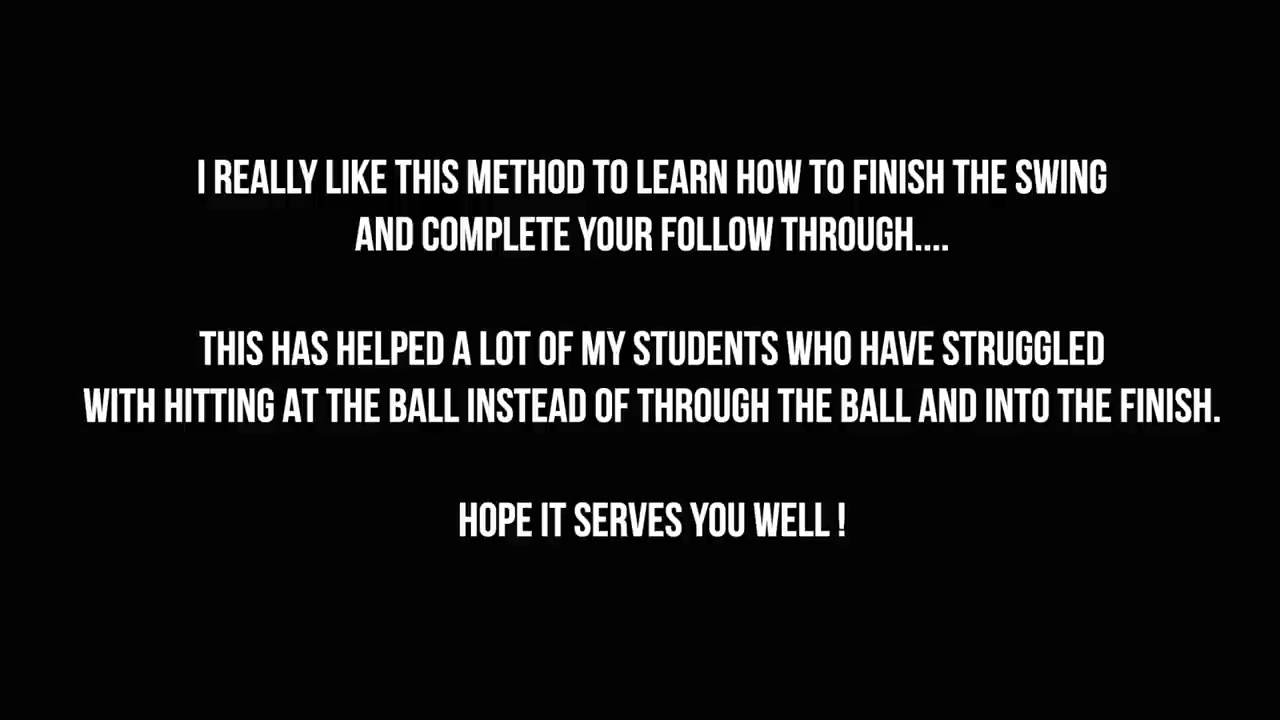 I REALLY LIKE THIS METHOD TO LEARN HOW TO FINISH THE SWING
AND COMPLETE YOUR FOLLOW THROUGH....
THIS HAS HELPED A LOT OF MY STUDENTS WHO HAVE STRUGGLED
WITH HITTING AT THE BALL INSTEAD OF THROUGH THE BALL AND INTO THE FINISH.
HOPE IT SERVES YOU WELL !